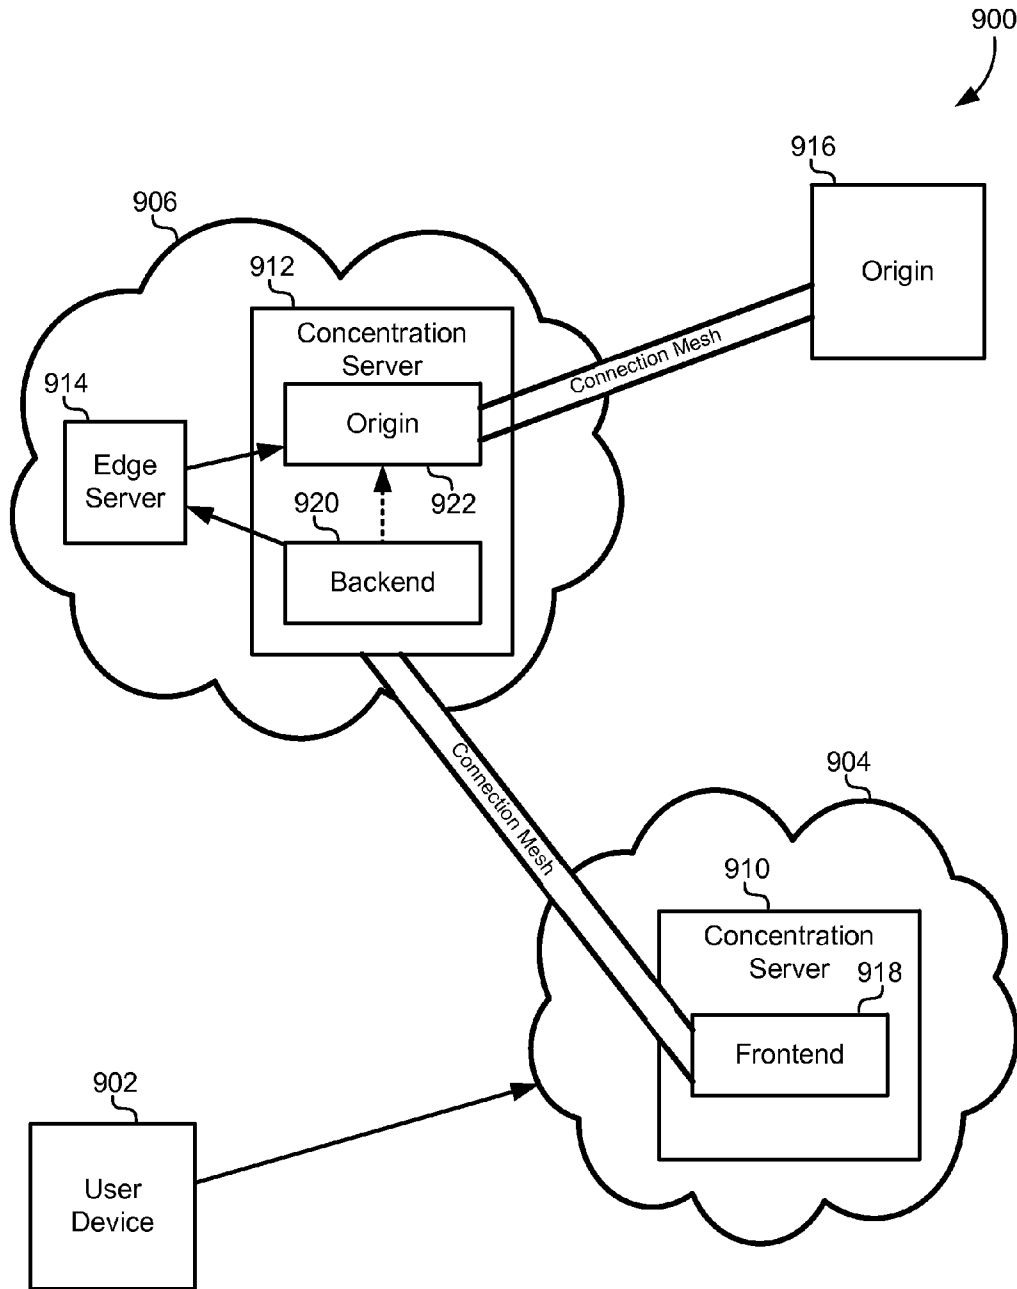 900
916
Origin
906
912
Concentration
Server
Connection Mesh
914
Edge
Server
Origin
920
922
Backend
Connection Mesh
904
910
Concentration
Server
918
Frontend
902
User
Device